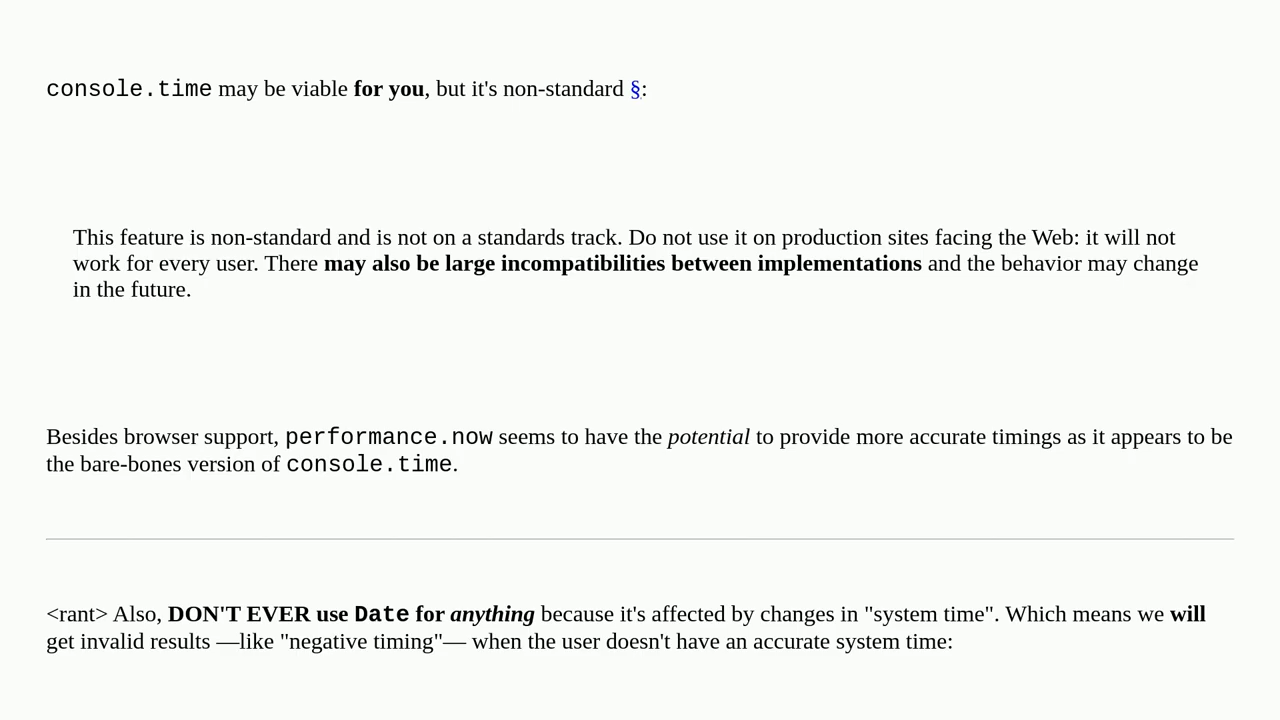 console.time may be viable for you, but it's non-standard §:
This feature is non-standard and is not on a standards track. Do not use it on production sites facing the Web: it will not
work for every user. There may also be large incompatibilities between implementations and the behavior may change
in the future.
Besides browser support, performance.now seems to have the potential to provide more accurate timings as it appears to be
the bare-bones version of console.time.
<rant> Also, DON'T EVER use Date for anything because it's affected by changes in "system time". Which means we will
get invalid results —like "negative timing"— when the user doesn't have an accurate system time: